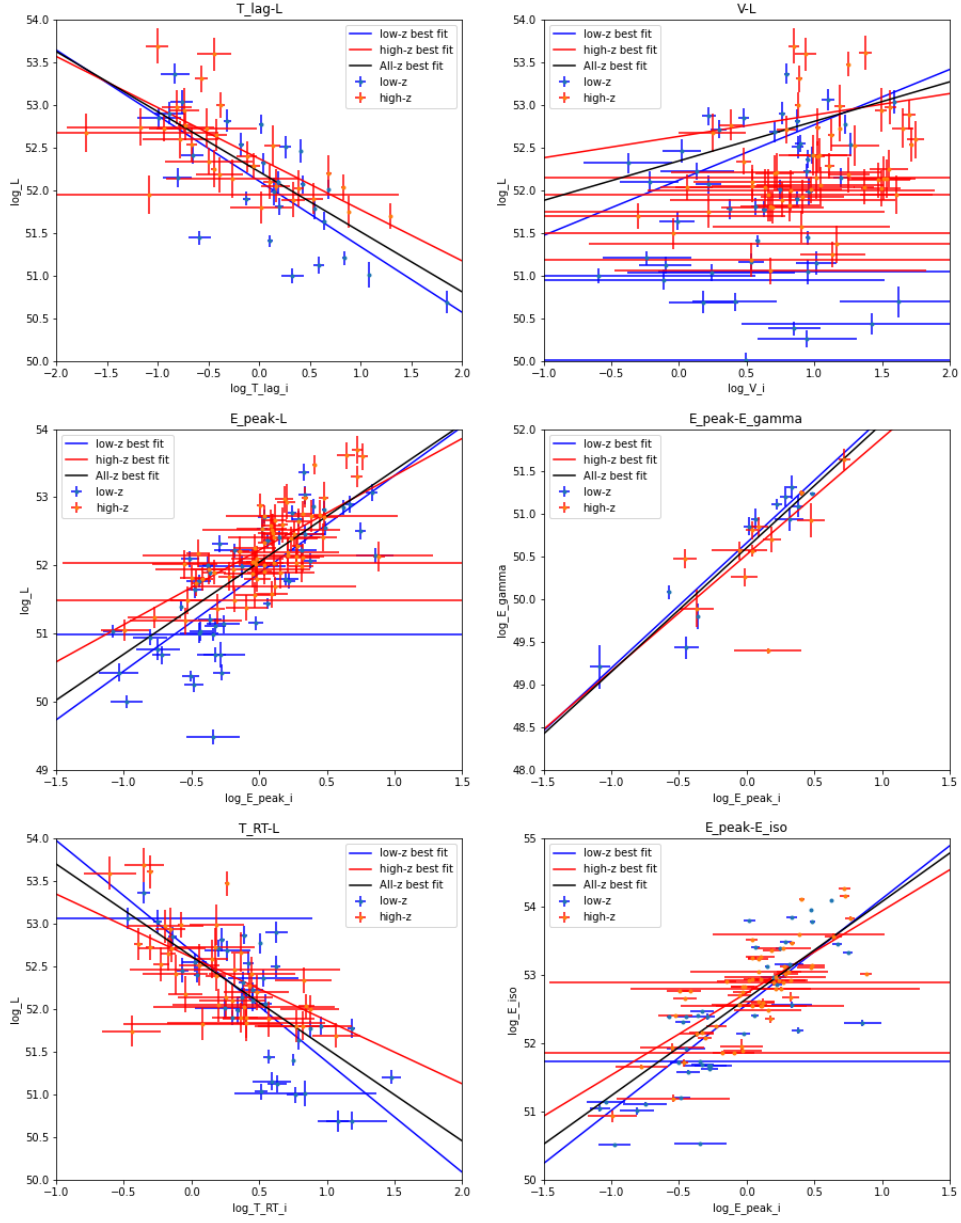 T_lag-L
54.0
53.5
53.0
52.5
52.0
51.5
51.0
50.5
50.0
log_L
low-z best fit
high-z best fit
All-z best fit
low-z
high-z
−2.0 −1.5 −1.0 −0.5 0.0 0.5 1.0 1.5 2.0
log_T_lag_i
V-L
54.0
53.5
53.0
52.5
52.0
51.5
51.0
50.5
50.0
log_L
low-z best fit
high-z best fit
All-z best fit
low-z
high-z
−1.0 −0.5 0.0 0.5 1.0 1.5 2.0
log_V_i
E_peak-L
54
53
52
51
50
49
log_L
low-z best fit
high-z best fit
All-z best fit
low-z
high-z
−1.5 −1.0 −0.5 0.0 0.5 1.0 1.5
log_E_peak_i
E_peak-E_gamma
52.0
51.5
51.0
50.5
50.0
49.5
49.0
48.5
48.0
log_E_gamma
low-z best fit
high-z best fit
All-z best fit
low-z
high-z
−1.5 −1.0 −0.5 0.0 0.5 1.0 1.5
log_E_peak_i
T_RT-L
54.0
53.5
53.0
52.5
52.0
51.5
51.0
50.5
50.0
log_L
low-z best fit
high-z best fit
All-z best fit
low-z
high-z
−1.0 −0.5 0.0 0.5 1.0 1.5 2.0
log_T_RT_i
E_peak-E_iso
55
54
53
52
51
50
log_E_iso
low-z best fit
high-z best fit
All-z best fit
low-z
high-z
−1.5 −1.0 −0.5 0.0 0.5 1.0 1.5
log_E_peak_i